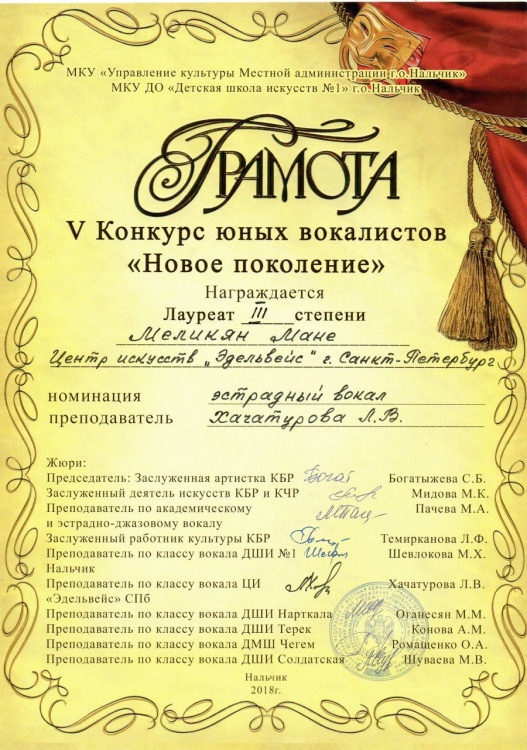 МКУ «Управление культуры Местной администрации г.о.Нальчик»
МКУ ДО «Детская школа искусств №1» г.о.Нальчик
ГРАМОТА
V Конкурс юных вокалистов
«Новое поколение»
Награждается
Лауреат III степени
Меликян Мане
Центр искусств „Эдельвейс" г. Санкт-Петербург
номинация эстрадный вокал
преподаватель Хачатурова Л.В.
Жюри:
Председатель: Заслуженная артистка КБР Богатыжева С.Б.
Заслуженный деятель искусств КБР и КЧР Мидова М.К.
Преподаватель по академическому Пачева М.А.
и эстрадно-джазовому вокалу
Заслуженный работник культуры КБР Темирканова Л.Ф.
Преподаватель по классу вокала ДШИ №1 Шевлокова М.Х.
Нальчик
Преподаватель по классу вокала ЦИ Хачатурова Л.В.
«Эдельвейс» СПб
Преподаватель по классу вокала ДШИ Нарткала Оганесян М.М.
Преподаватель по классу вокала ДШИ Терек Конова А.М.
Преподаватель по классу вокала ДМШ Чегем Ромащенко О.А.
Преподаватель по классу вокала ДШИ Солдатская Шуваева М.В.
Нальчик
2018г.